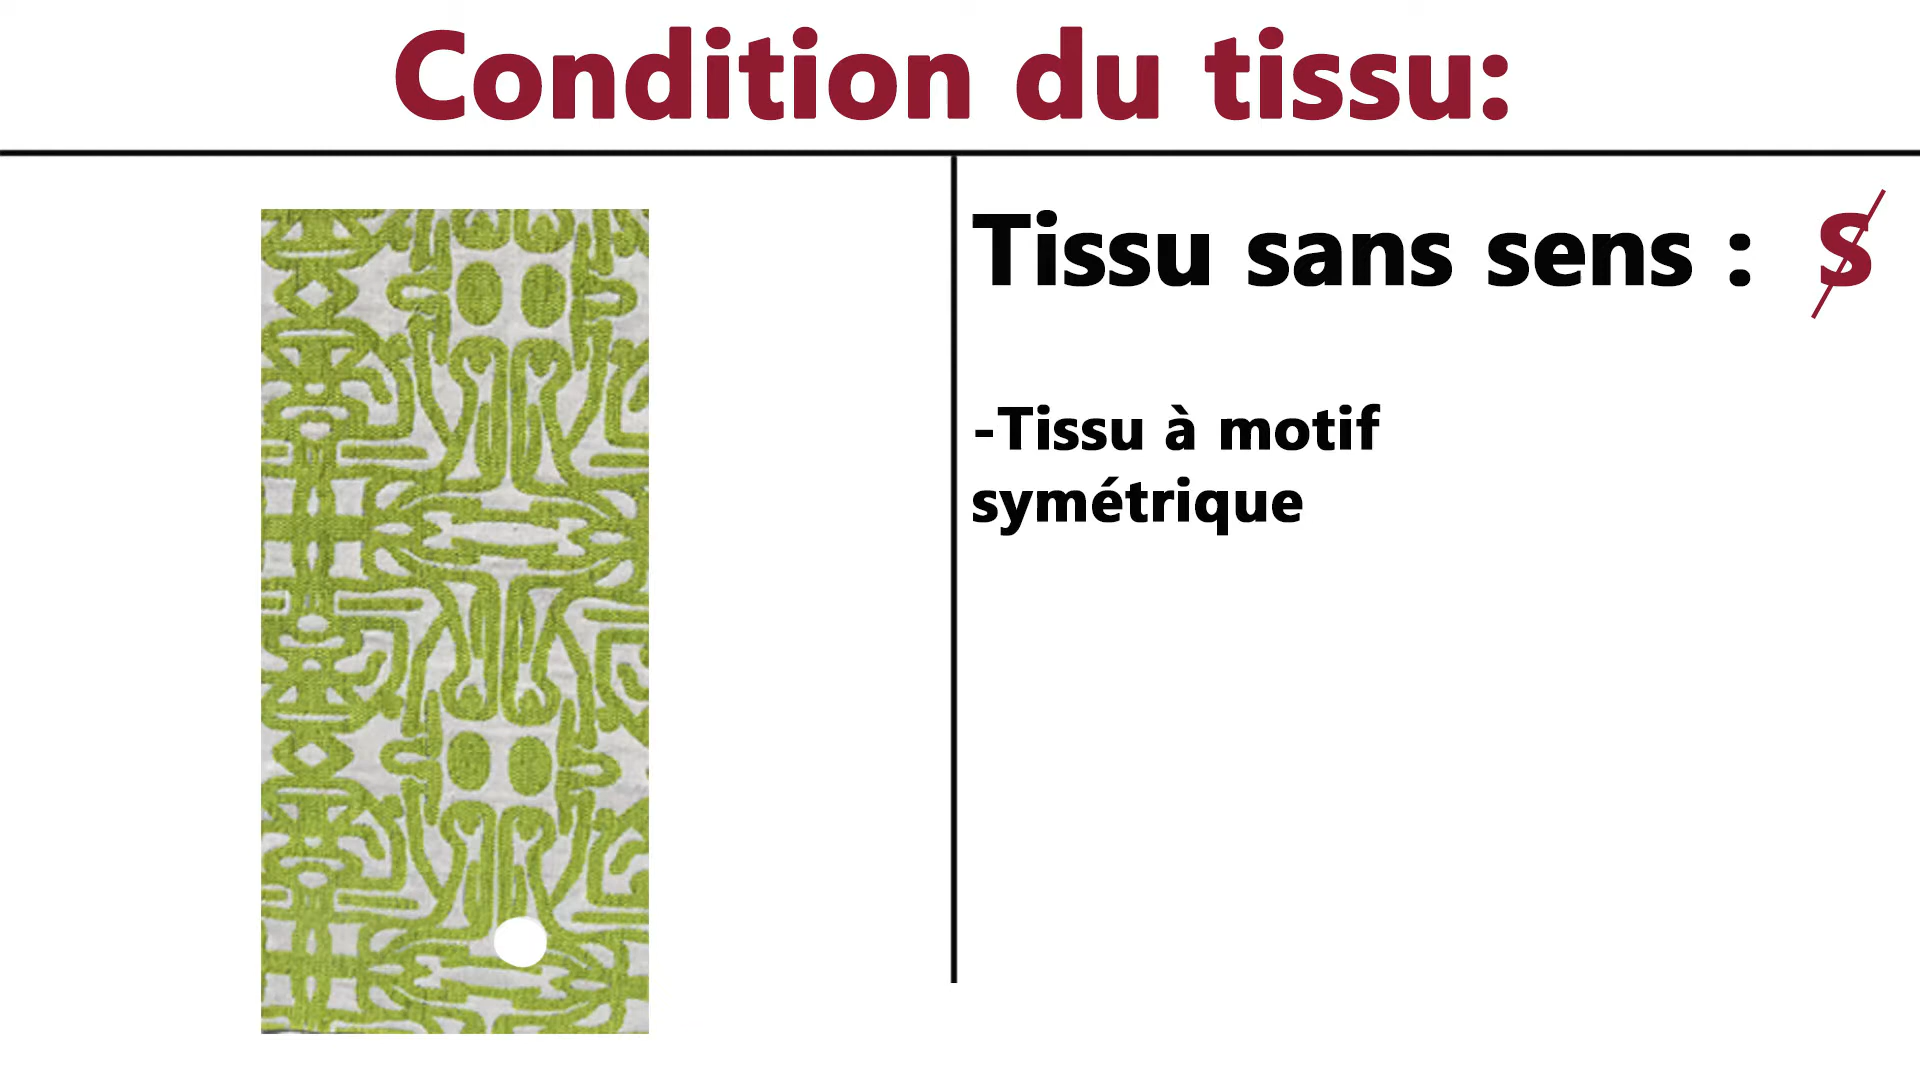 Condition du tissu:
Tissu sans sens : S
-Tissu à motif
symétrique